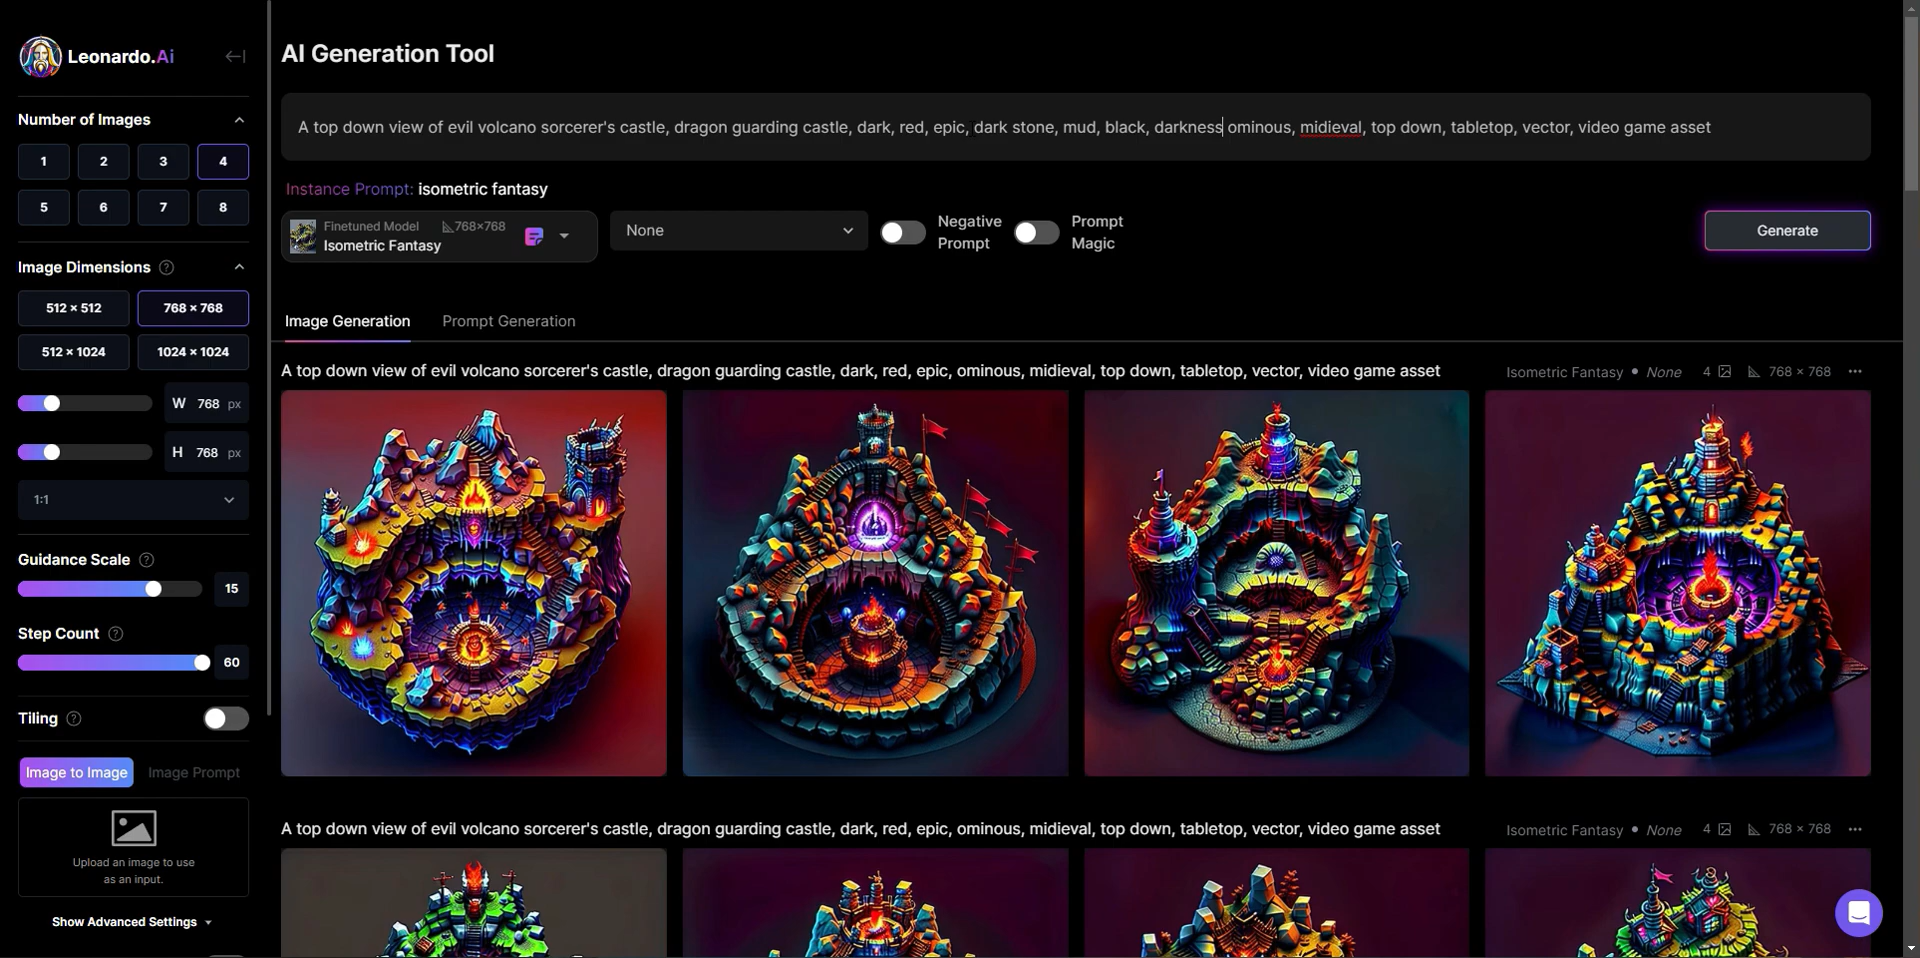 Leonardo.Ai
Number of Images
1 2 3 4
5 6 7 8
Image Dimensions ?
512 × 512 768 × 768
512 × 1024 1024 × 1024
W 768 px
H 768 px
1:1
Guidance Scale ?
15
Step Count ?
60
Tiling ?
Image to Image Image Prompt
Upload an image to use
as an input.
Show Advanced Settings
AI Generation Tool
A top down view of evil volcano sorcerer's castle, dragon guarding castle, dark, red, epic, dark stone, mud, black, darkness ominous, midieval, top down, tabletop, vector, video game asset
Instance Prompt: isometric fantasy
Finetuned Model 768×768
Isometric Fantasy
None
Negative
Prompt
Prompt
Magic
Generate
Image Generation Prompt Generation
A top down view of evil volcano sorcerer's castle, dragon guarding castle, dark, red, epic, ominous, midieval, top down, tabletop, vector, video game asset
Isometric Fantasy • None 4 768 × 768 •••
A top down view of evil volcano sorcerer's castle, dragon guarding castle, dark, red, epic, ominous, midieval, top down, tabletop, vector, video game asset
Isometric Fantasy • None 4 768 × 768 •••